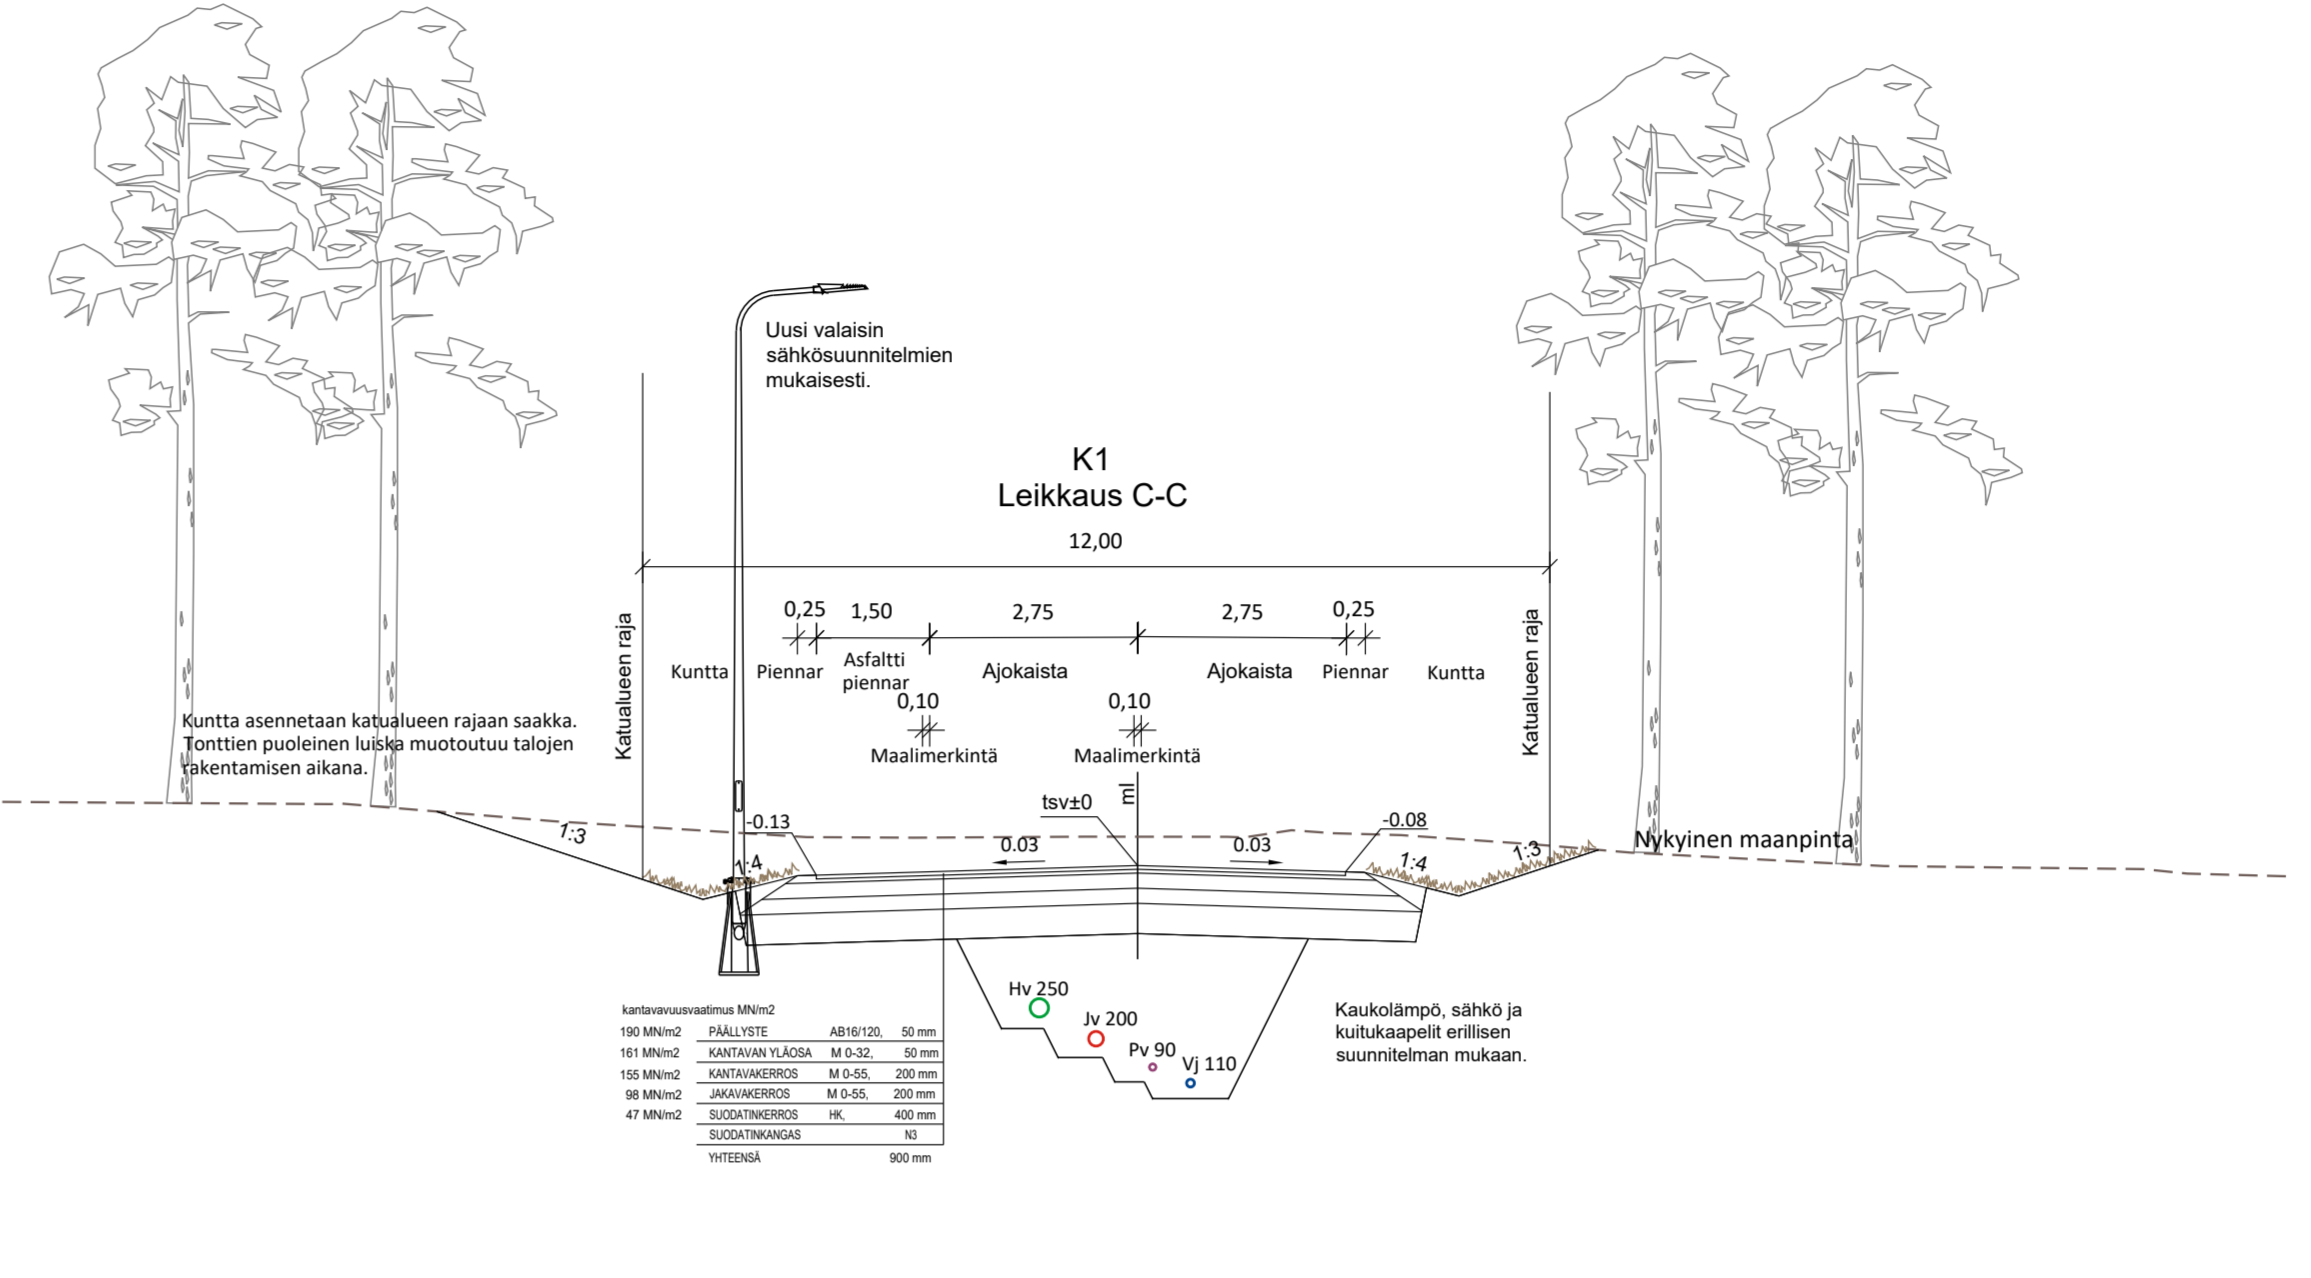 Uusi valaisin
sähkösuunnitelmien
mukaisesti.
K1
Leikkaus C-C
12,00
0,25 1,50 2,75 2,75 0,25
Katualueen raja
Kuntta
Piennar
Asfaltti
piennar
Ajokaista
Ajokaista
Piennar
Kuntta
Katualueen raja
0,10
Maalimerkintä
0,10
Maalimerkintä
Kuntta asennetaan katualueen rajaan saakka.
Tonttien puoleinen luiska muotoutuu talojen
rakentamisen aikana.
ml
tsv±0
1:3
-0.13
1:4
0.03
0.03
-0.08
1:4
1:3
Nykyinen maanpinta
Hv 250
Jv 200
Pv 90
Vj 110
Kaukolämpö, sähkö ja
kuitukaapelit erillisen
suunnitelman mukaan.
kantavavuusvaatimus MN/m2
190 MN/m2 PÄÄLLYSTE AB16/120, 50 mm
161 MN/m2 KANTAVAN YLÄOSA M 0-32, 50 mm
155 MN/m2 KANTAVAKERROS M 0-55, 200 mm
98 MN/m2 JAKAVAKERROS M 0-55, 200 mm
47 MN/m2 SUODATINKERROS HK, 400 mm
SUODATINKANGAS N3
YHTEENSÄ 900 mm